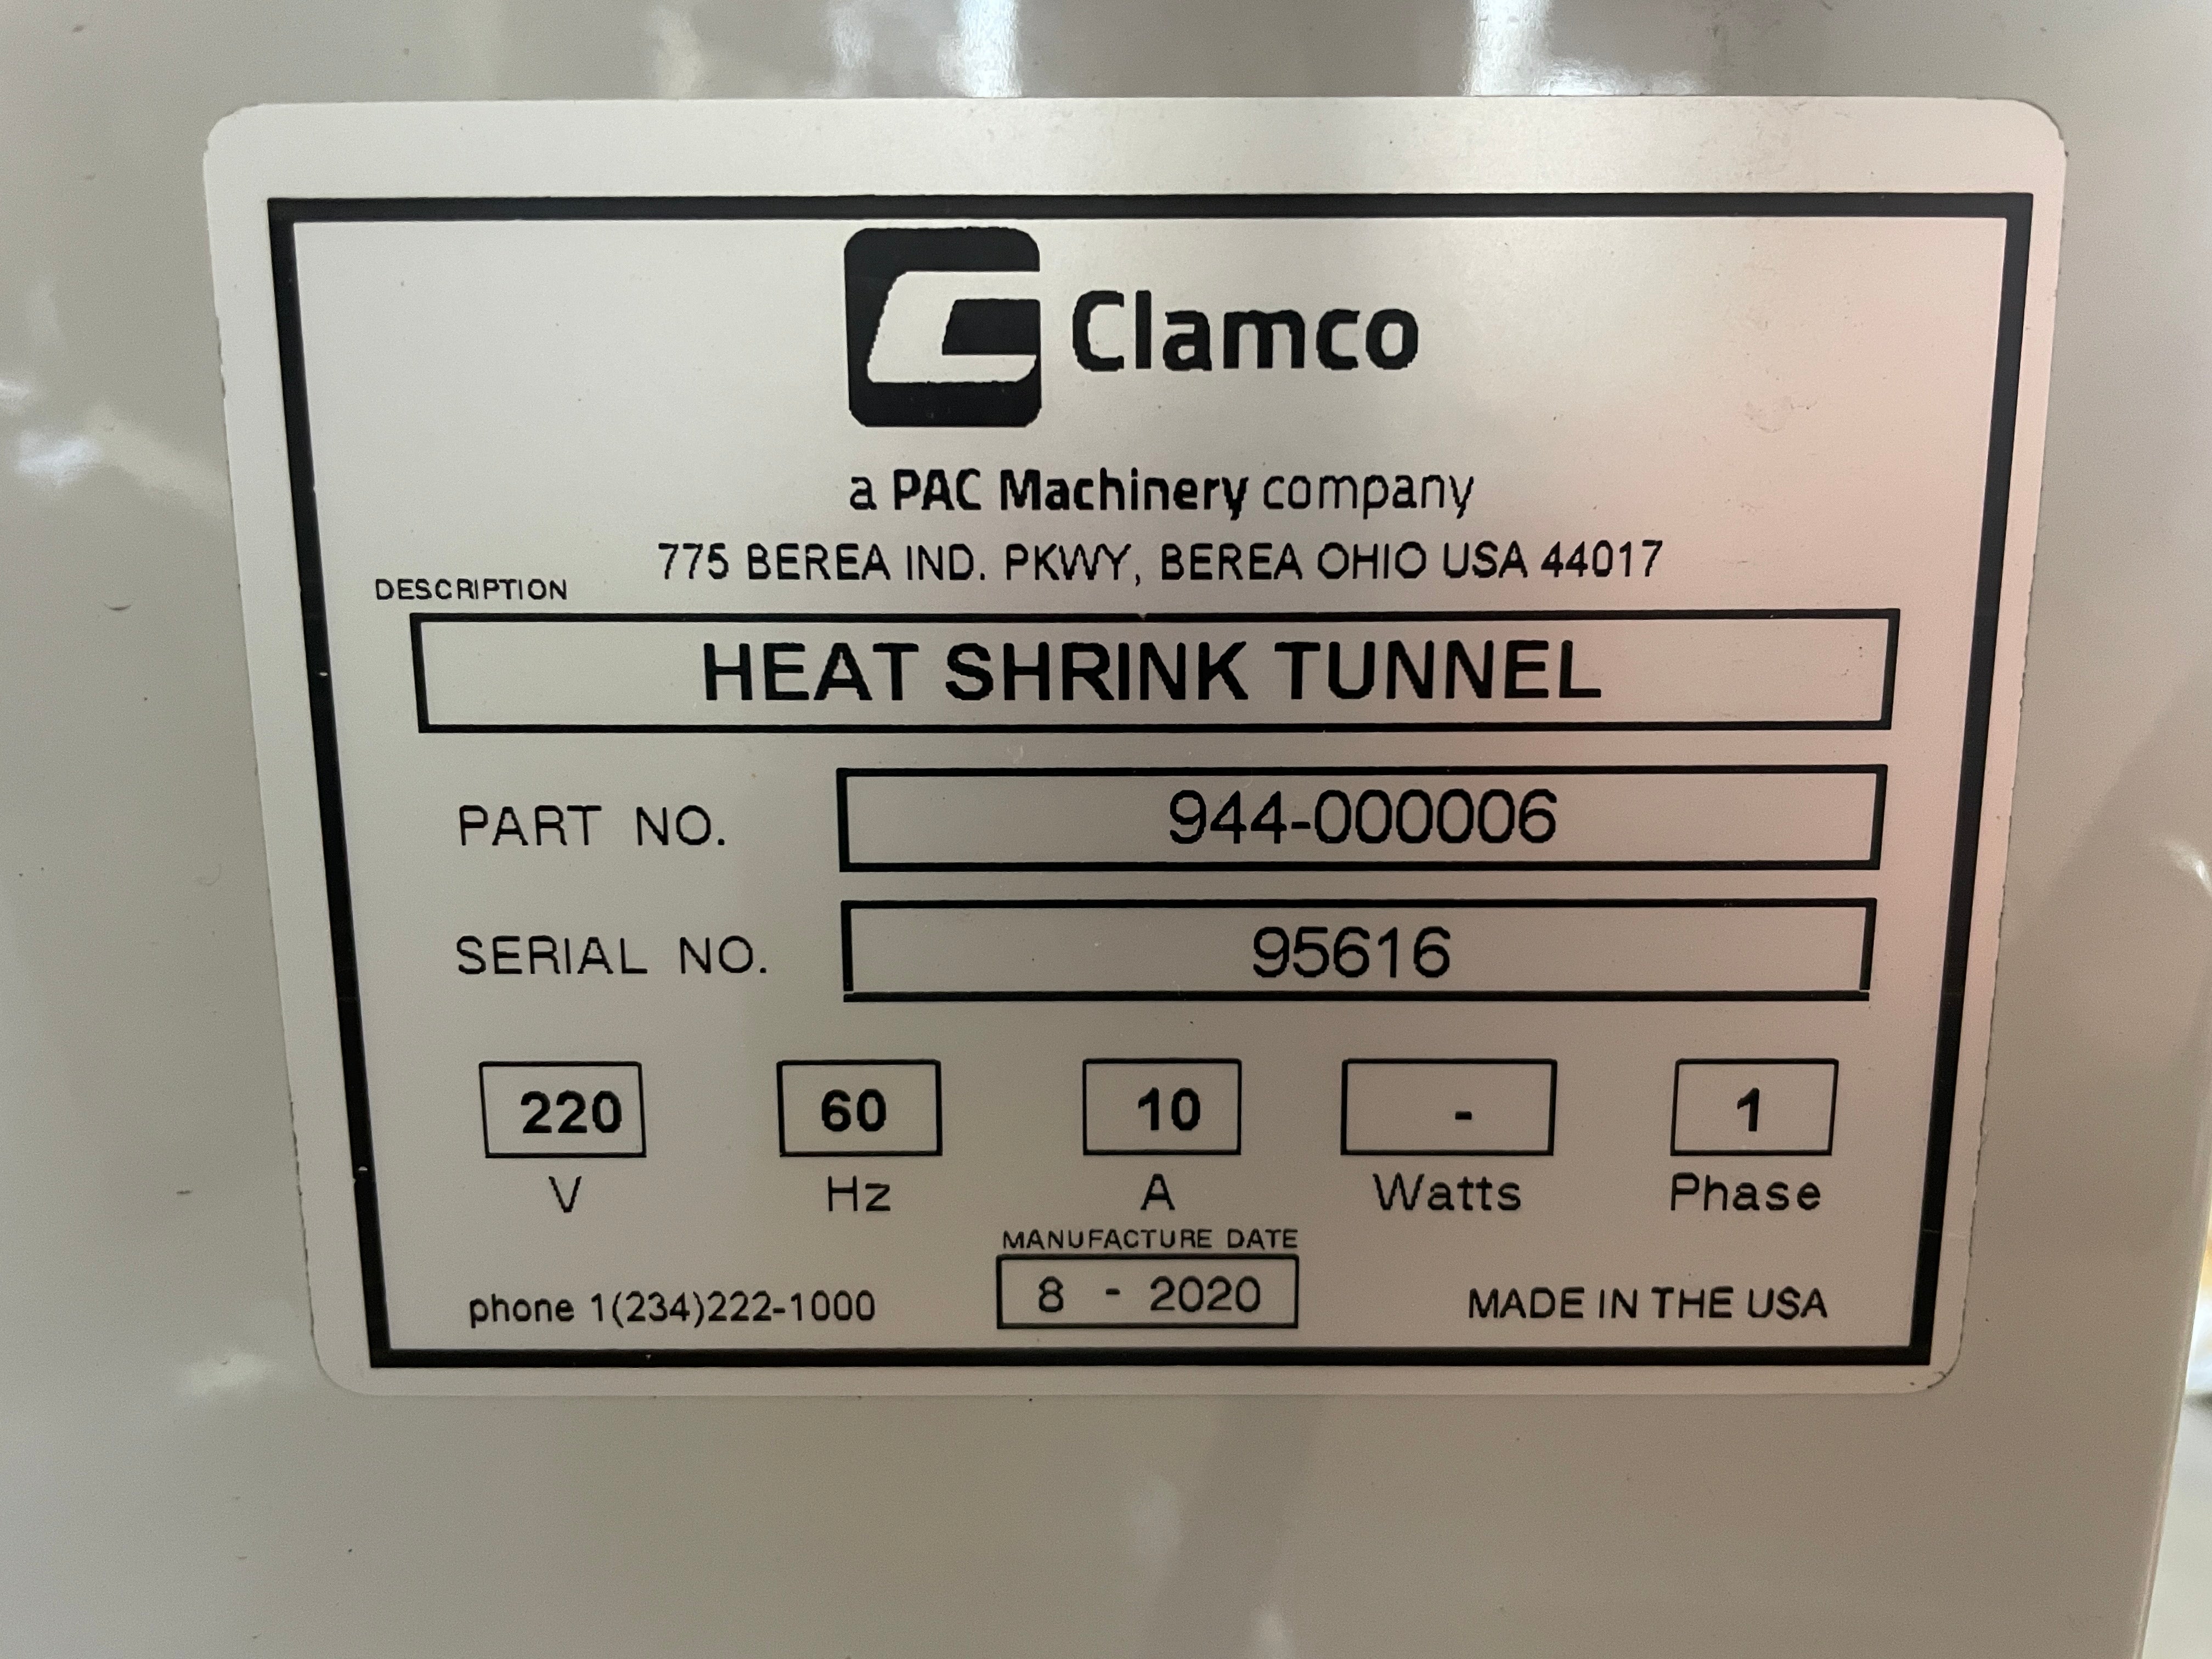 Clamco
a PAC Machinery company
775 BEREA IND. PKWY, BEREA OHIO USA 44017
DESCRIPTION
HEAT SHRINK TUNNEL
PART NO. 944-000006
SERIAL NO. 95616
220 60 10 - 1
V Hz A Watts Phase
MANUFACTURE DATE
phone 1(234)222-1000 8 - 2020 MADE IN THE USA